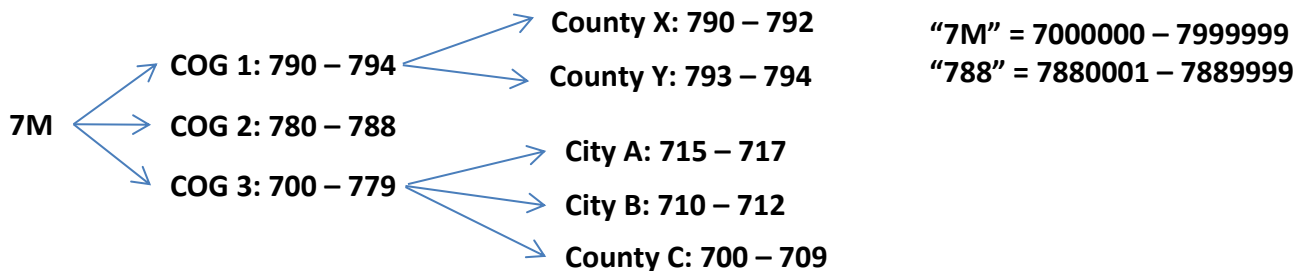 7M
COG 1: 790 – 794
COG 2: 780 – 788
COG 3: 700 – 779
County X: 790 – 792
County Y: 793 – 794
City A: 715 – 717
City B: 710 – 712
County C: 700 – 709
“7M” = 7000000 – 7999999
“788” = 7880001 – 7889999